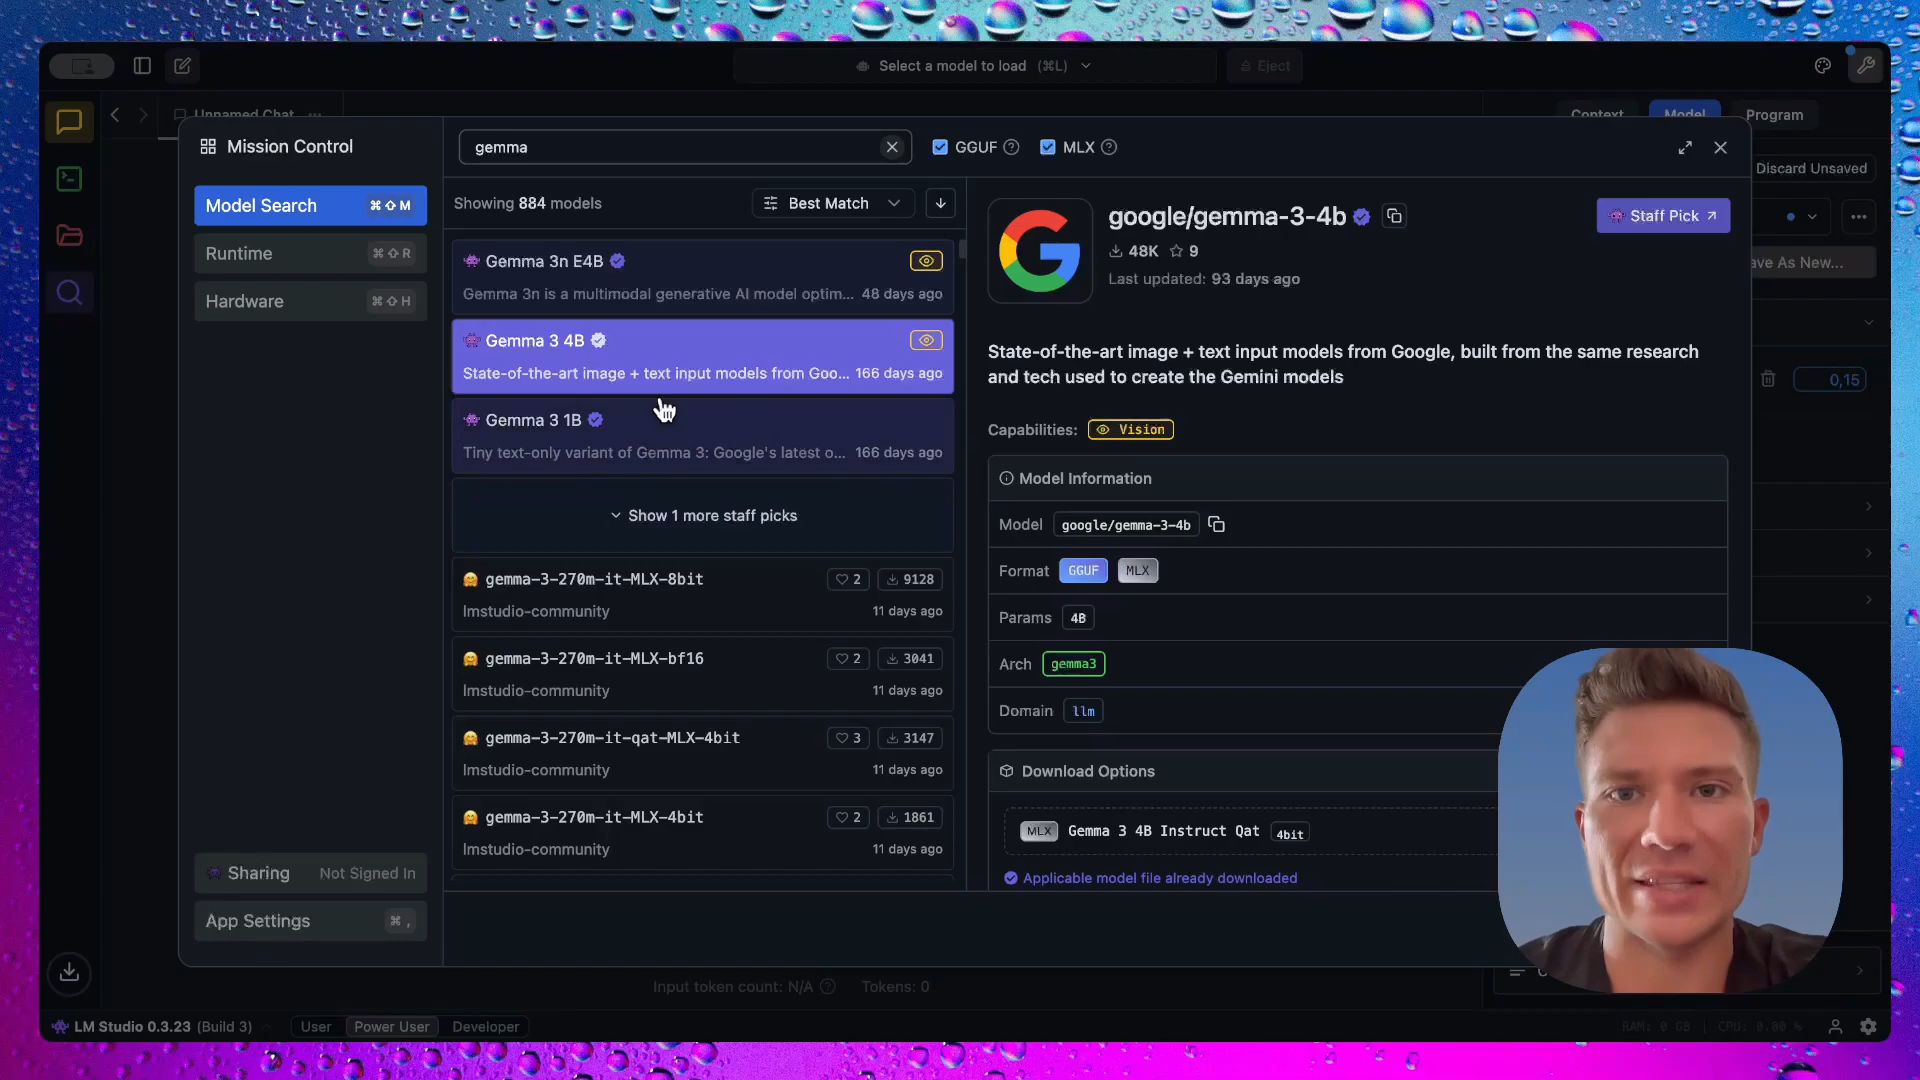 Select a model to load (⌘L)
Eject
Unnamed Chat
Context
Model
Program
Mission Control
gemma
GGUF
MLX
Discard Unsaved
Model Search ⌘⇧M
Showing 884 models
Best Match
google/gemma-3-4b
Staff Pick
Runtime ⌘⇧R
48K 9
Gemma 3n E4B
ave As New...
Last updated: 93 days ago
Gemma 3n is a multimodal generative AI model optim... 48 days ago
Hardware ⌘⇧H
Gemma 3 4B
State-of-the-art image + text input models from Goo... 166 days ago
State-of-the-art image + text input models from Google, built from the same research
and tech used to create the Gemini models
0,15
Gemma 3 1B
Tiny text-only variant of Gemma 3: Google's latest o... 166 days ago
Capabilities: Vision
Model Information
Show 1 more staff picks
Model google/gemma-3-4b
Format GGUF MLX
gemma-3-270m-it-MLX-8bit 2 9128
lmstudio-community 11 days ago
Params 4B
gemma-3-270m-it-MLX-bf16 2 3041
lmstudio-community 11 days ago
Arch gemma3
Domain llm
gemma-3-270m-it-qat-MLX-4bit 3 3147
lmstudio-community 11 days ago
Download Options
gemma-3-270m-it-MLX-4bit 2 1861
lmstudio-community 11 days ago
MLX Gemma 3 4B Instruct Qat 4bit
Applicable model file already downloaded
Sharing Not Signed In
App Settings ⌘ ,
Input token count: N/A
Tokens: 0
LM Studio 0.3.23 (Build 3)
User
Power User
Developer
RAM: 0 GB | CPU: 0.00 %